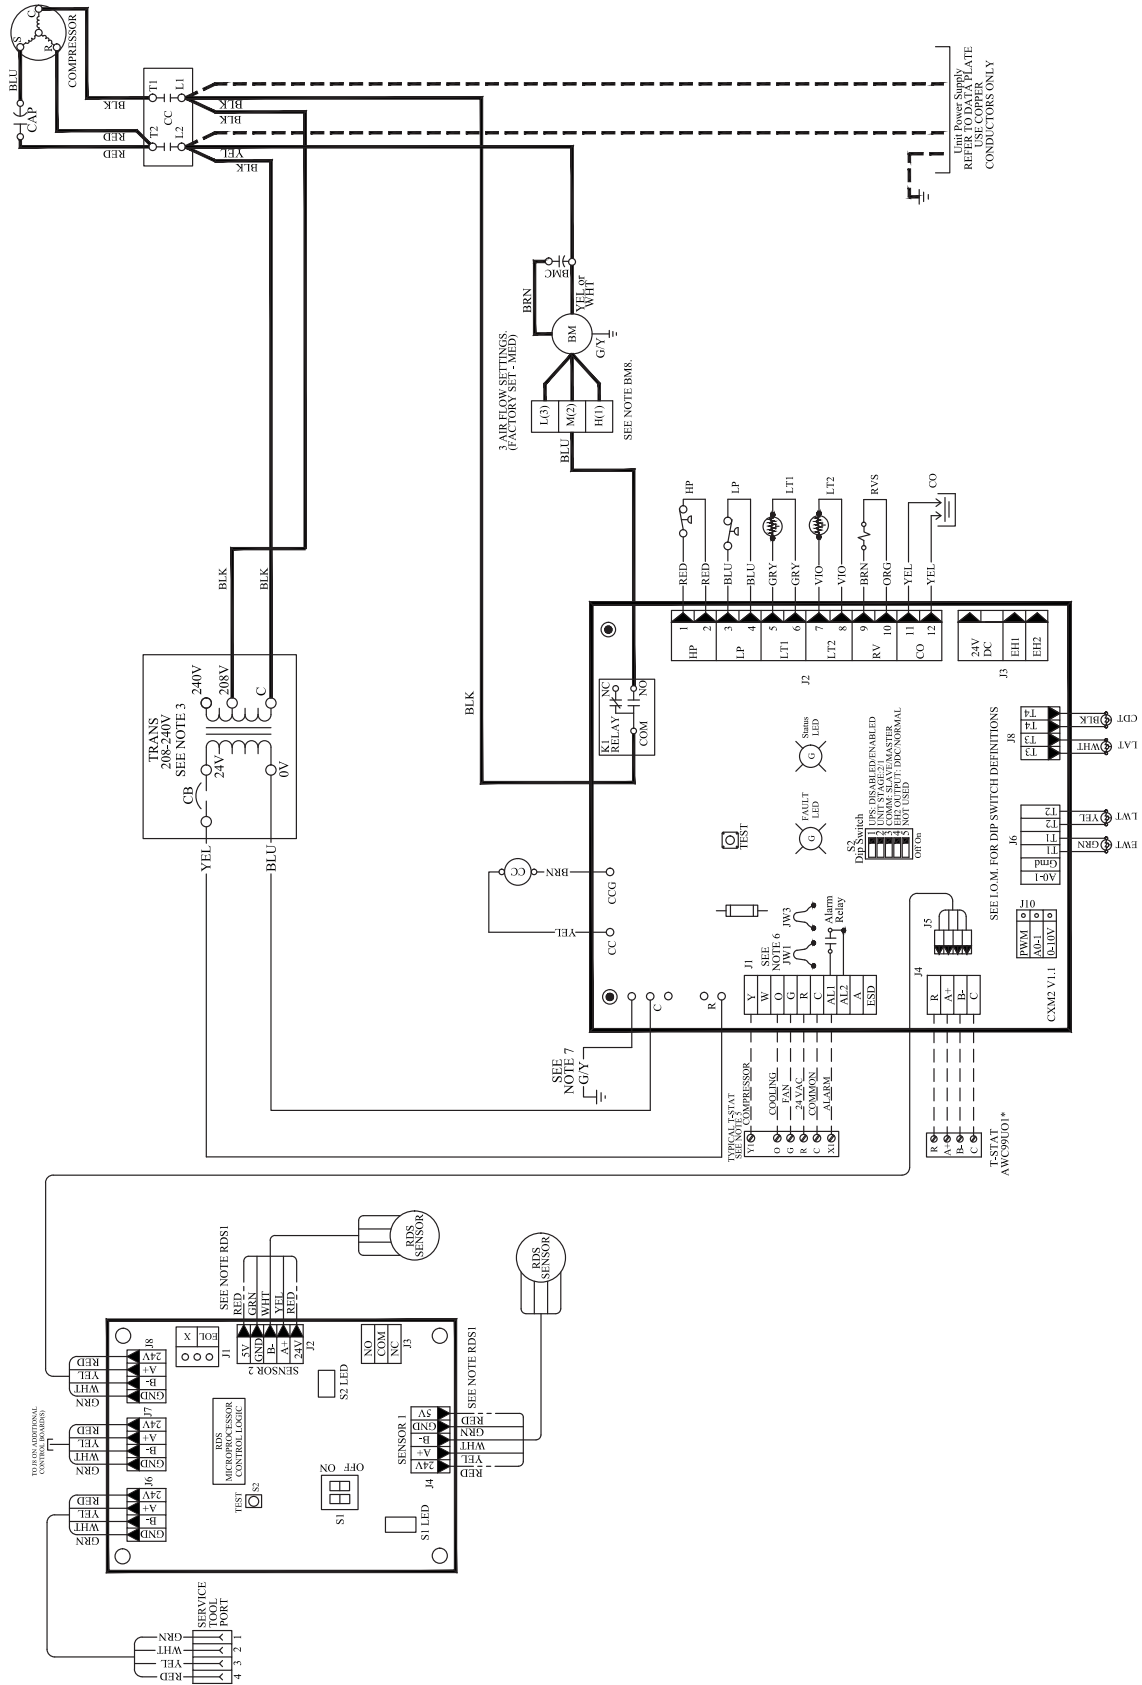 COMPRESSOR
C
S
R
BLU
CAP
BLK
RED
RED
T1
L1
CC
T2
L2
BLK
BLK
YEL
BLK
Unit Power Supply
REFER TO DATA PLATE
USE COPPER
CONDUCTORS ONLY
BMC
BRN
YEL or
WHT
BM
G/Y
3 AIR FLOW SETTINGS.
(FACTORY SET - MED)
L(3)
M(2)
H(1)
SEE NOTE BM8.
BLU
BLK
BLK
TRANS
208-240V
SEE NOTE 3
240V
208V
C
24V
0V
CB
YEL
BLU
BLK
HP
LP
LT1
LT2
RVS
CO
RED
RED
BLU
BLU
GRY
GRY
VIO
VIO
BRN
ORG
YEL
YEL
1
2
3
4
5
6
7
8
9
10
11
12
HP
LP
LT1
LT2
RV
CO
J2
24V
DC
EH1
EH2
J3
K1
RELAY
NC
NO
COM
Status
LED
G
FAULT
LED
G
TEST
S2
Dip Switch
1 UPS: DISABLED/ENABLED
2 UNIT STAGE:2/1
3 COMM: SLAVE/MASTER
4 EH2 OUTPUT: DDC/NORMAL
5 NOT USED
Off On
SEE I.O.M. FOR DIP SWITCH DEFINITIONS
J8
T4
T4
T3
T3
BLK
CDT
WHT
LAT
J6
T2
T2
T1
T1
Grnd
A0-1
YEL
LWT
GRN
EWT
J10
PWM
A0-1
0-10V
CXM2 V1.1
CC
BRN
YEL
CCG
CC
JW3
JW1
SEE
NOTE 6
Alarm
Relay
J5
J4
J1
Y
W
O
G
R
C
AL1
AL2
A
ESD
R
A+
B-
C
C
R
SEE
NOTE 7
G/Y
TYPICAL T-STAT
SEE NOTE 5
COMPRESSOR
COOLING
FAN
24 VAC
COMMON
ALARM
Y1
O
G
R
C
X1
R
A+
B-
C
T-STAT
AWC99UO1*
RDS
SENSOR
RDS
SENSOR
SEE NOTE RDS1
RED
GRN
WHT
YEL
RED
5V
GND
B-
A+
24V
J2
SENSOR 2
X
EOL
J1
NO
COM
NC
J3
S2 LED
SEE NOTE RDS1
SENSOR 1
5V
GND
B-
A+
24V
J4
RED
GRN
WHT
YEL
RED
RDS
MICROPROCESSOR
CONTROL LOGIC
TEST
S2
ON
OFF
S1
S1 LED
J8
24V
A+
B-
GND
RED
YEL
WHT
GRN
TO J8 ON ADDITIONAL
CONTROL BOARD(S)
J7
24V
A+
B-
GND
RED
YEL
WHT
GRN
J6
24V
A+
B-
GND
RED
YEL
WHT
GRN
SERVICE
TOOL
PORT
GRN
WHT
YEL
RED
1
2
3
4